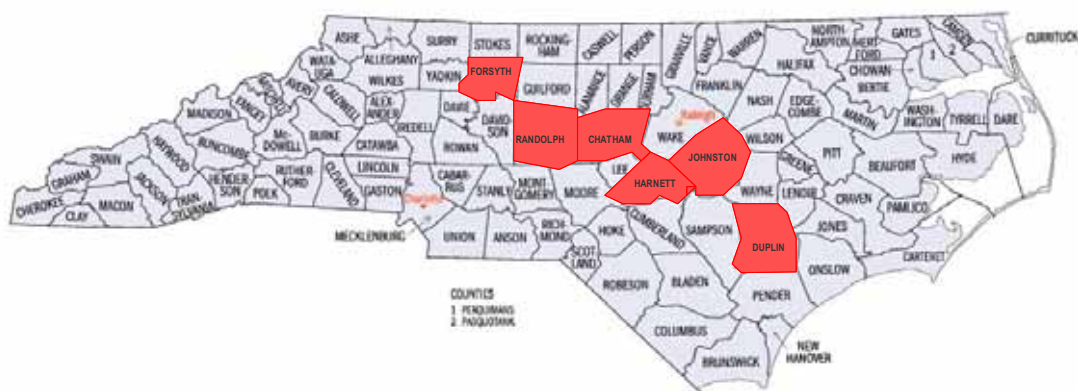 ASHE
ALLEGHANY
SURRY
STOKES
ROCKING-
HAM
CASWELL
PERSON
GRANVILLE
VANCE
WARREN
NORTH-
AMPTON
HERT-
FORD
GATES
CAMDEN
CURRITUCK
WATA-
UGA
WILKES
YADKIN
FORSYTH
GUILFORD
ALAMANCE
ORANGE
DURHAM
FRANKLIN
HALIFAX
CHOWAN
BERTIE
1
2
MADISON
YANCEY
MITCHELL
AVERY
CALDWELL
ALEX-
ANDER
IREDELL
DAVIE
DAVID-
SON
RANDOLPH
CHATHAM
Raleigh
WAKE
NASH
EDGE-
COMBE
MARTIN
WASH-
INGTON
TYRRELL
DARE
HAYWOOD
BUNCOMBE
Mc-
DOWELL
BURKE
CATAWBA
ROWAN
JOHNSTON
WILSON
PITT
BEAUFORT
HYDE
SWAIN
GRAHAM
CHEROKEE
CLAY
MACON
JACKSON
TRAN-
SYLVANIA
HENDER-
SON
POLK
RUTHER-
FORD
CLEVELAND
LINCOLN
GASTON
Charlotte
CABAR-
RUS
STANLY
MONT-
GOMERY
MOORE
LEE
HARNETT
WAYNE
GREENE
LENOIR
CRAVEN
PAMLICO
MECKLENBURG
UNION
ANSON
RICH-
MOND
HOKE
SCOT-
LAND
CUMBERLAND
SAMPSON
DUPLIN
JONES
CARTERET
ONSLOW
ROBESON
BLADEN
PENDER
COLUMBUS
BRUNSWICK
NEW
HANOVER
COUNTIES
1 PERQUIMANS
2 PASQUOTANK